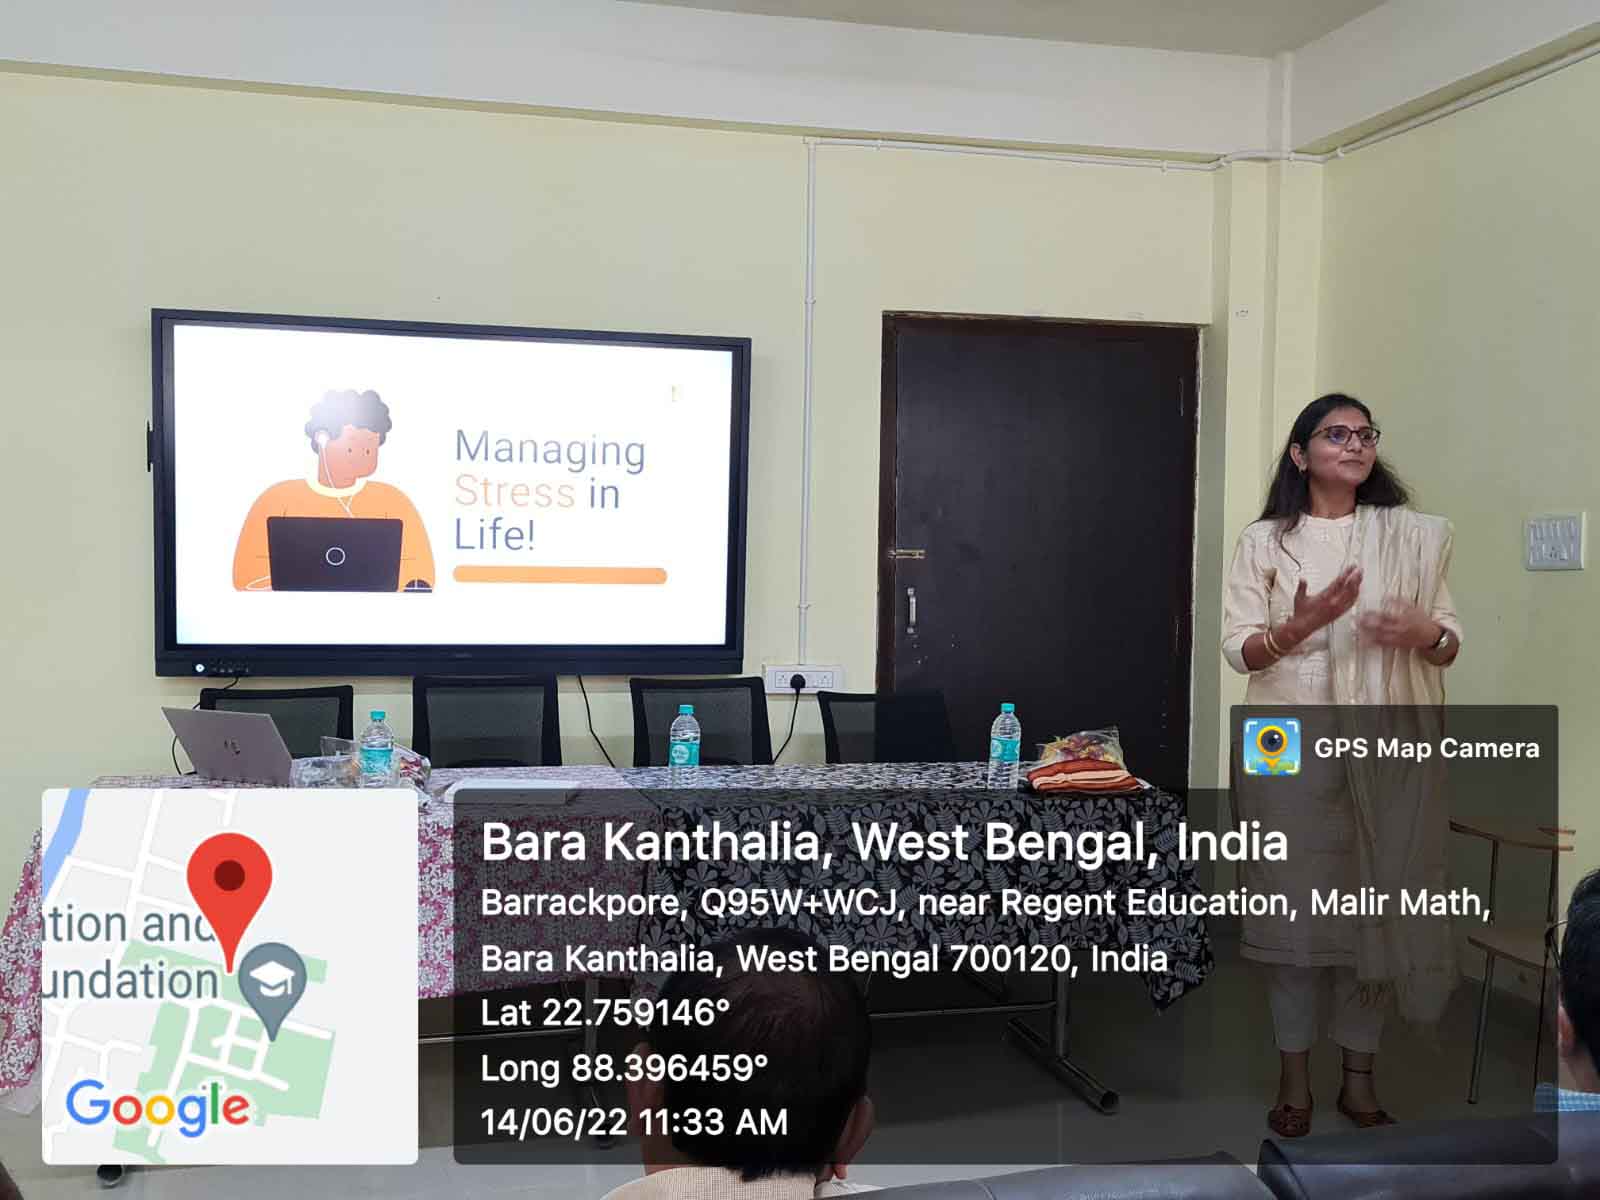 Managing
Stress in
Life!
GPS Map Camera
Bara Kanthalia, West Bengal, India
Barrackpore, Q95W+WCJ, near Regent Education, Malir Math,
Bara Kanthalia, West Bengal 700120, India
Lat 22.759146°
Long 88.396459°
14/06/22 11:33 AM
tion and
undation
Google